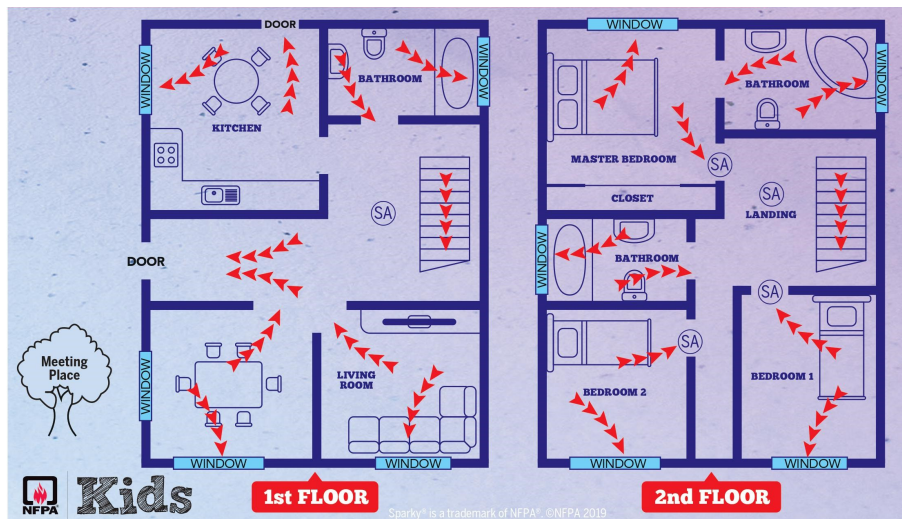 DOOR
WINDOW
WINDOW
BATHROOM
KITCHEN
SA
DOOR
WINDOW
LIVING
ROOM
WINDOW
WINDOW
Meeting
Place
1st FLOOR
WINDOW
WINDOW
BATHROOM
MASTER BEDROOM
SA
CLOSET
SA
LANDING
WINDOW
BATHROOM
SA
SA
BEDROOM 2
BEDROOM 1
WINDOW
WINDOW
2nd FLOOR
NFPA®
Kids
Sparky® is a trademark of NFPA®. ©NFPA 2019